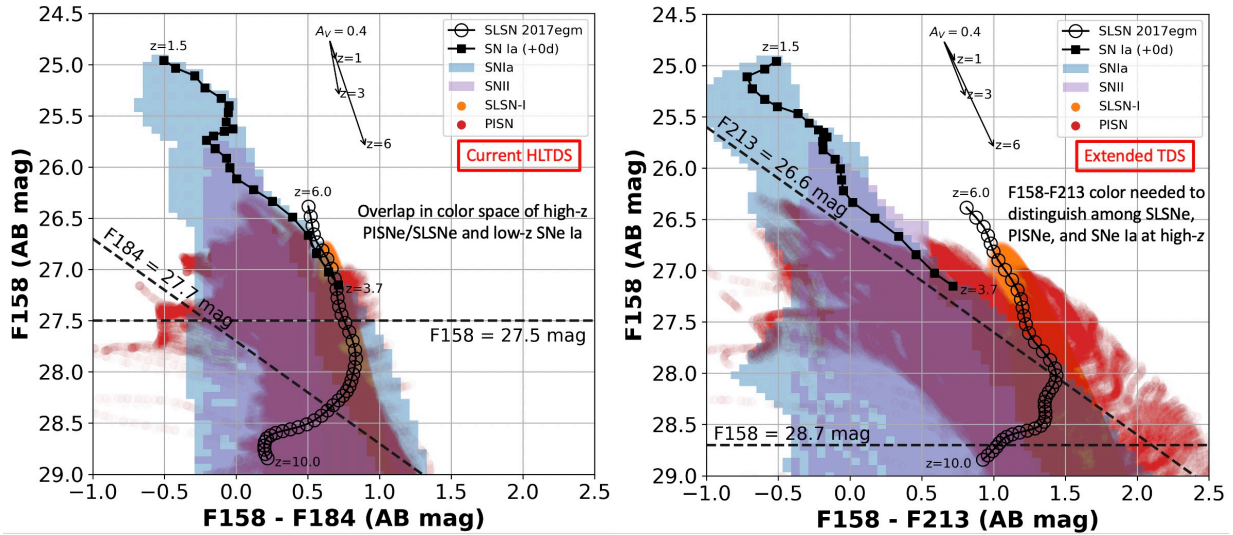 24.5
25.0
25.5
26.0
26.5
27.0
27.5
28.0
28.5
29.0
F158 (AB mag)
−1.0 −0.5 0.0 0.5 1.0 1.5 2.0 2.5
F158 - F184 (AB mag)
z=1.5
A_V = 0.4
z=1
z=3
z=6
SLSN 2017egm
SN Ia (+0d)
SNIa
SNII
SLSN-I
PISN
Current HLTDS
z=6.0
Overlap in color space of high-z
PISNe/SLSNe and low-z SNe Ia
F184 = 27.7 mag
z=3.7
F158 = 27.5 mag
z=10.0
24.5
25.0
25.5
26.0
26.5
27.0
27.5
28.0
28.5
29.0
F158 (AB mag)
−1.0 −0.5 0.0 0.5 1.0 1.5 2.0 2.5
F158 - F213 (AB mag)
z=1.5
A_V = 0.4
z=1
z=3
z=6
SLSN 2017egm
SN Ia (+0d)
SNIa
SNII
SLSN-I
PISN
Extended TDS
F213 = 26.6 mag
z=6.0
F158-F213 color needed to
distinguish among SLSNe,
PISNe, and SNe Ia at high-z
z=3.7
F158 = 28.7 mag
z=10.0